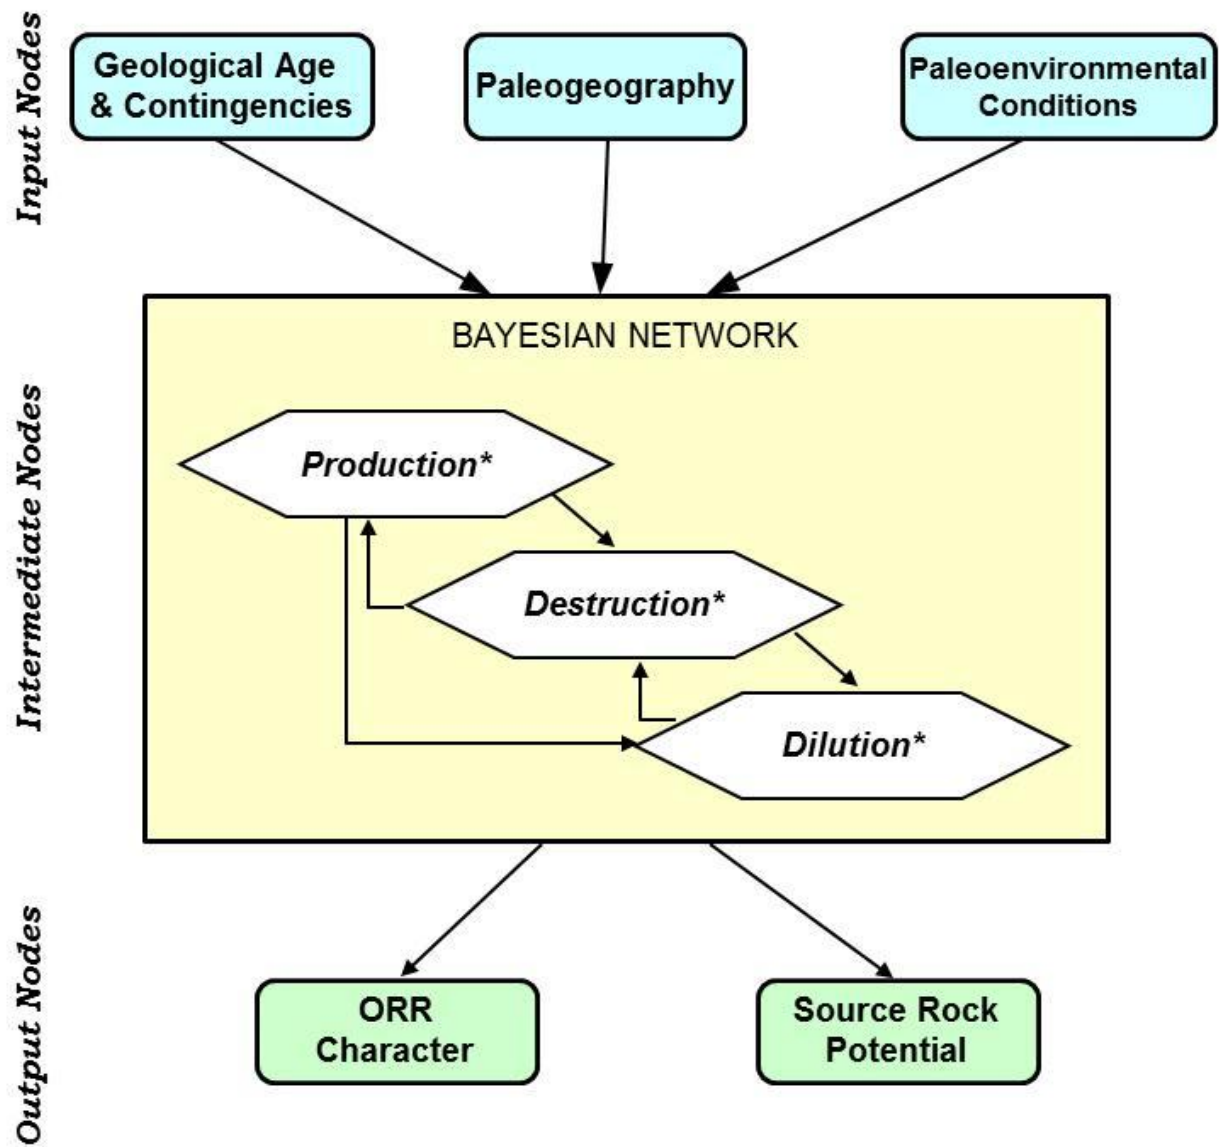 Input Nodes
Geological Age
& Contingencies
Paleogeography
Paleoenvironmental
Conditions
Intermediate Nodes
BAYESIAN NETWORK
Production*
Destruction*
Dilution*
Output Nodes
ORR
Character
Source Rock
Potential